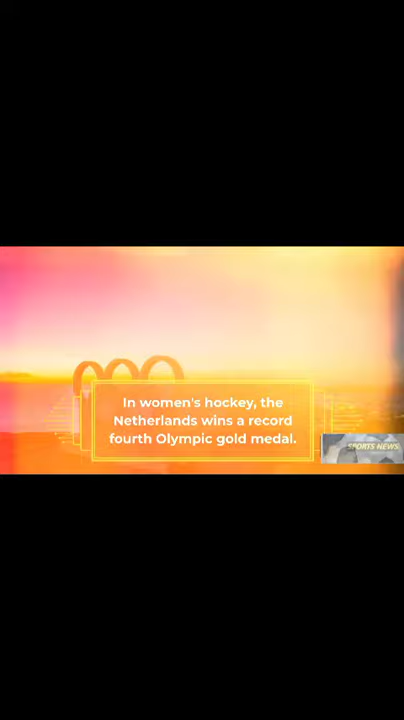 In women's hockey, the
Netherlands wins a record
fourth Olympic gold medal.
SPORTS NEWS